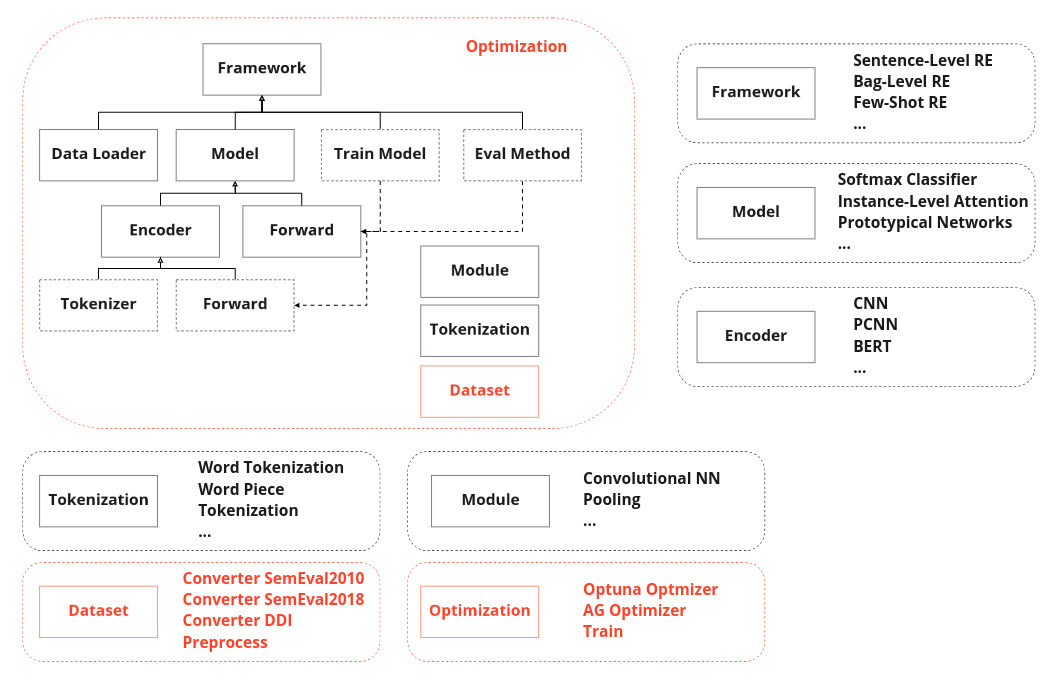 Optimization
Framework
Data Loader
Model
Train Model
Eval Method
Encoder
Forward
Tokenizer
Forward
Module
Tokenization
Dataset
Framework
Sentence-Level RE
Bag-Level RE
Few-Shot RE
...
Model
Softmax Classifier
Instance-Level Attention
Prototypical Networks
...
Encoder
CNN
PCNN
BERT
...
Tokenization
Word Tokenization
Word Piece
Tokenization
...
Module
Convolutional NN
Pooling
...
Dataset
Converter SemEval2010
Converter SemEval2018
Converter DDI
Preprocess
Optimization
Optuna Optmizer
AG Optimizer
Train